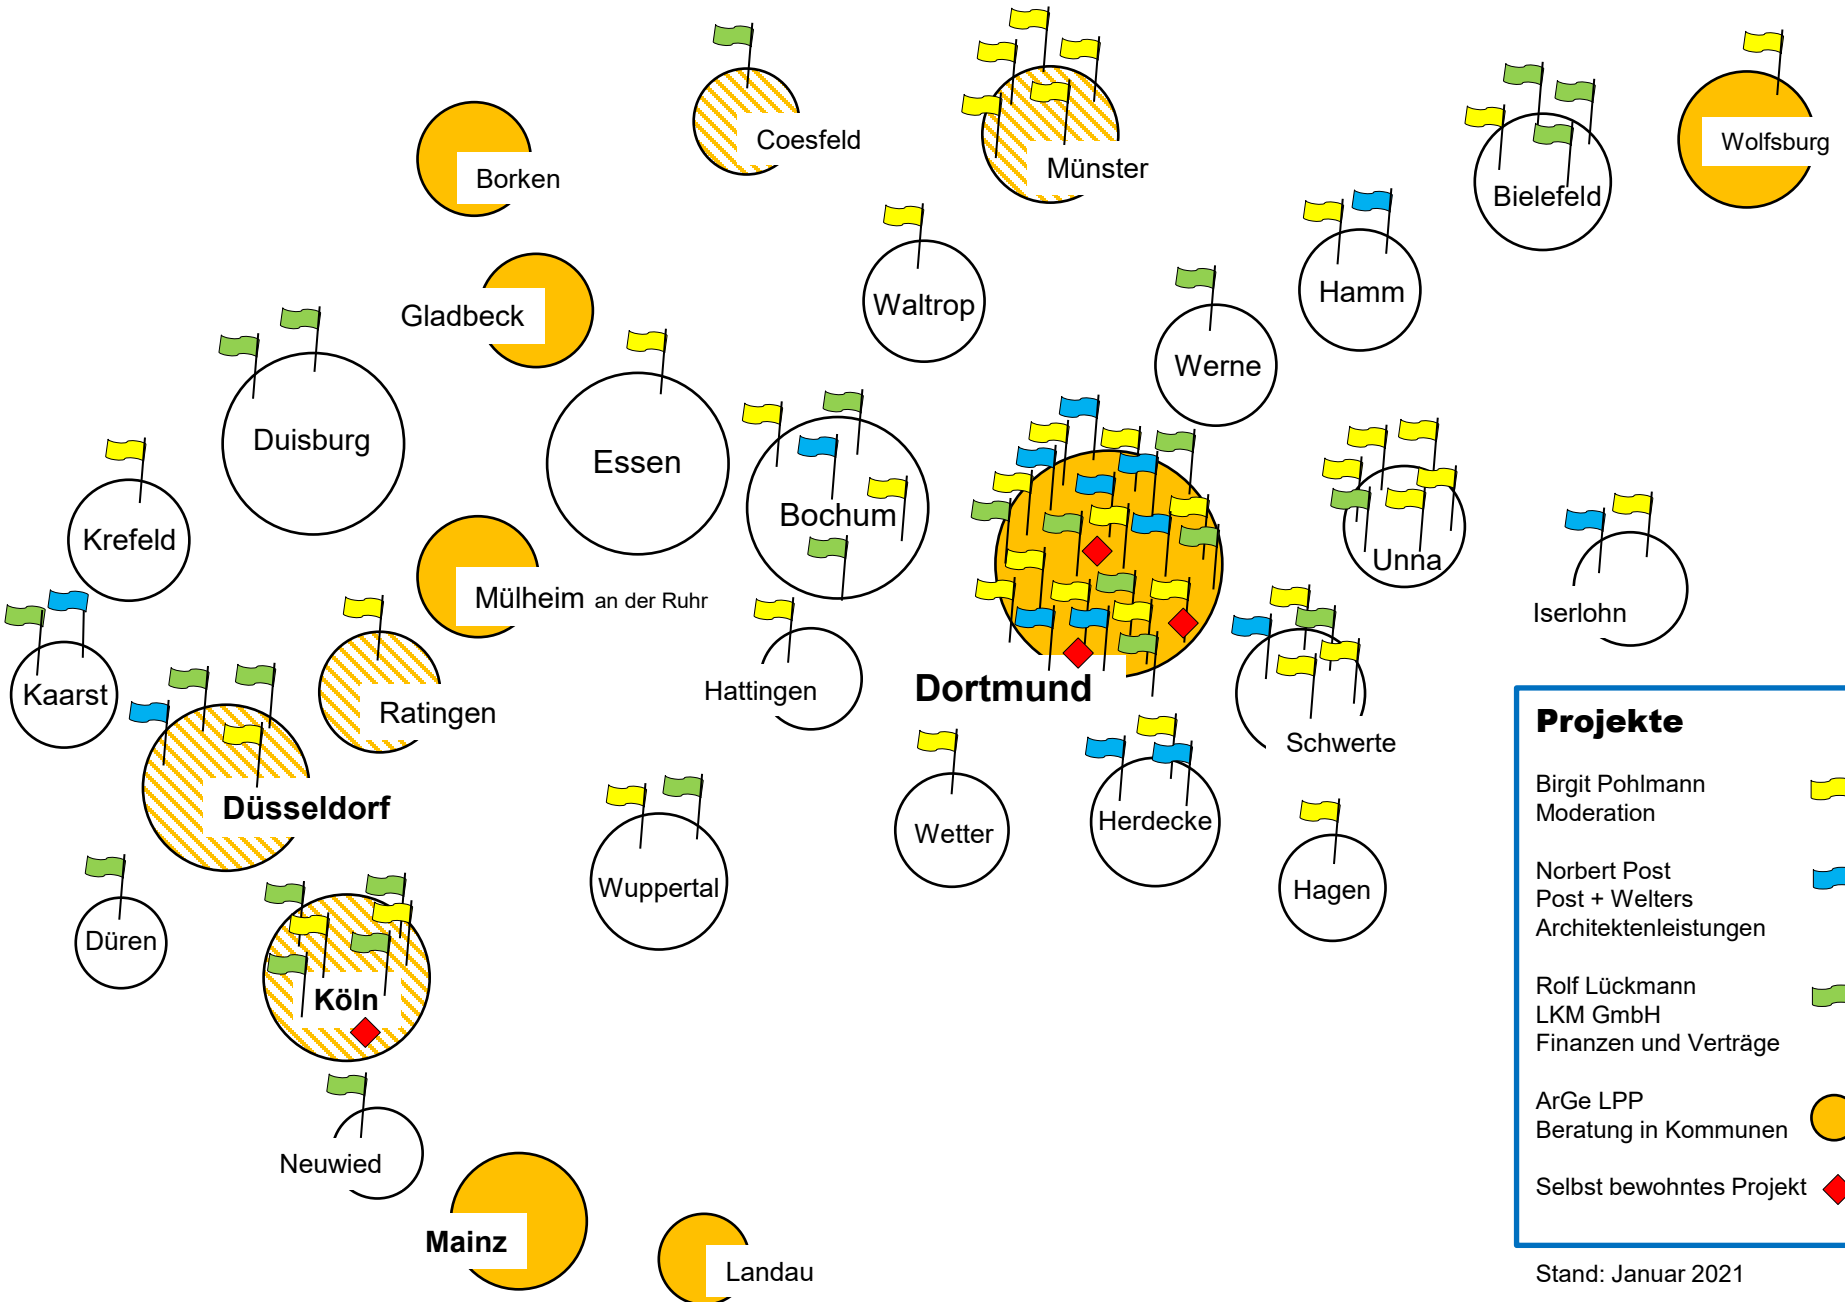 Coesfeld
Münster
Wolfsburg
Borken
Bielefeld
Hamm
Waltrop
Gladbeck
Werne
Duisburg
Essen
Bochum
Krefeld
Unna
Mülheim an der Ruhr
Iserlohn
Kaarst
Ratingen
Hattingen
Dortmund
Schwerte
Düsseldorf
Wetter
Herdecke
Wuppertal
Hagen
Düren
Köln
Neuwied
Mainz
Landau
Projekte
Birgit Pohlmann
Moderation
Norbert Post
Post + Welters
Architektenleistungen
Rolf Lückmann
LKM GmbH
Finanzen und Verträge
ArGe LPP
Beratung in Kommunen
Selbst bewohntes Projekt
Stand: Januar 2021